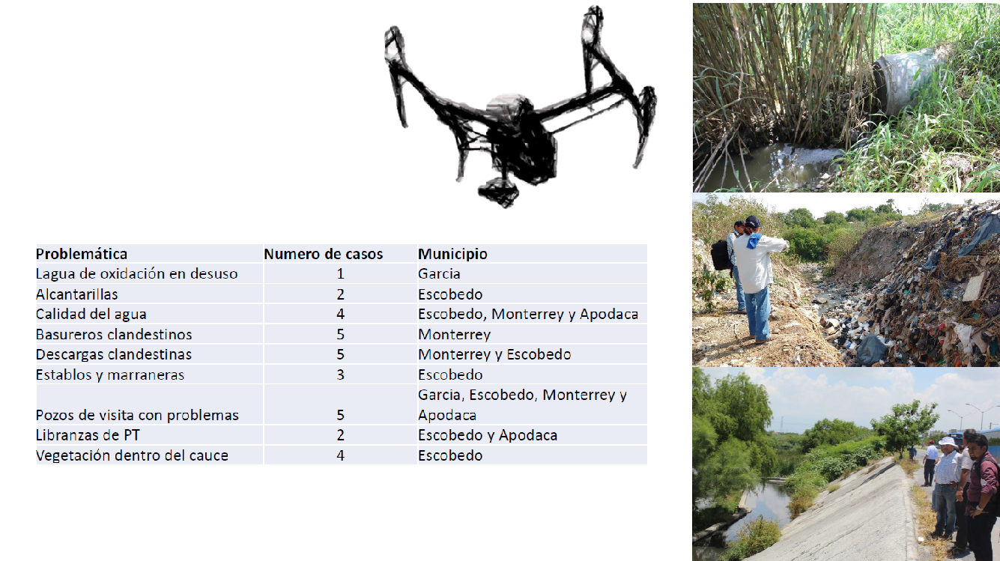 Problemática Numero de casos Municipio
Lagua de oxidación en desuso 1 Garcia
Alcantarillas 2 Escobedo
Calidad del agua 4 Escobedo, Monterrey y Apodaca
Basureros clandestinos 5 Monterrey
Descargas clandestinas 5 Monterrey y Escobedo
Establos y marraneras 3 Escobedo
Garcia, Escobedo, Monterrey y
Pozos de visita con problemas 5 Apodaca
Libranzas de PT 2 Escobedo y Apodaca
Vegetación dentro del cauce 4 Escobedo